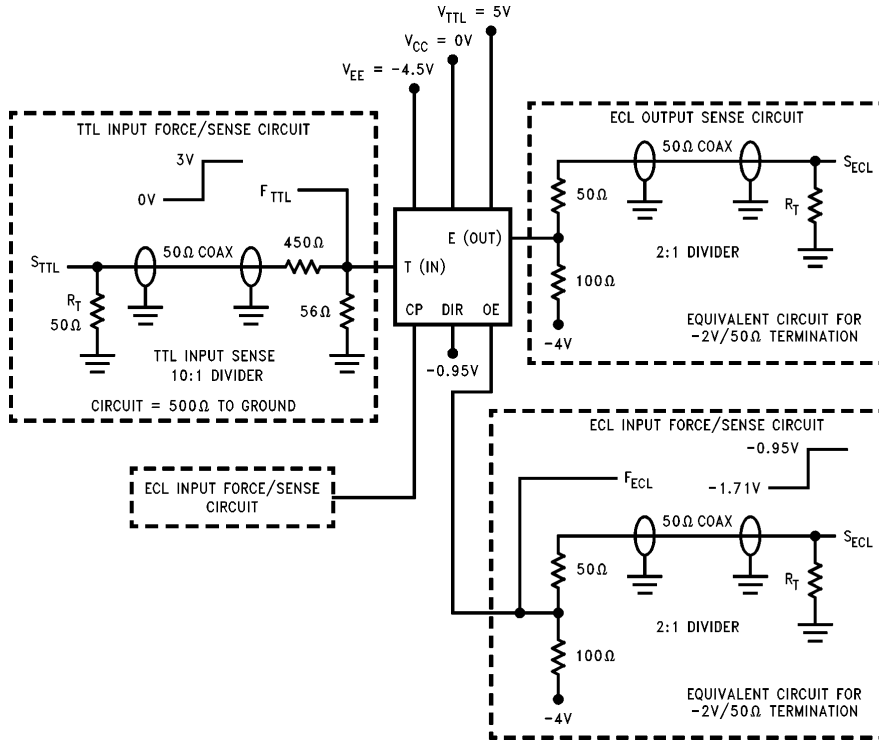 V_TTL = 5V
V_CC = 0V
V_EE = -4.5V
TTL INPUT FORCE/SENSE CIRCUIT
3V
0V
F_TTL
S_TTL
50Ω COAX
450Ω
R_T
50Ω
56Ω
TTL INPUT SENSE
10:1 DIVIDER
CIRCUIT = 500Ω TO GROUND
E (OUT)
T (IN)
CP DIR OE
-0.95V
ECL OUTPUT SENSE CIRCUIT
50Ω COAX
S_ECL
50Ω
R_T
2:1 DIVIDER
100Ω
-4V
EQUIVALENT CIRCUIT FOR
-2V/50Ω TERMINATION
ECL INPUT FORCE/SENSE
CIRCUIT
ECL INPUT FORCE/SENSE CIRCUIT
-0.95V
F_ECL
-1.71V
50Ω COAX
S_ECL
50Ω
R_T
2:1 DIVIDER
100Ω
-4V
EQUIVALENT CIRCUIT FOR
-2V/50Ω TERMINATION